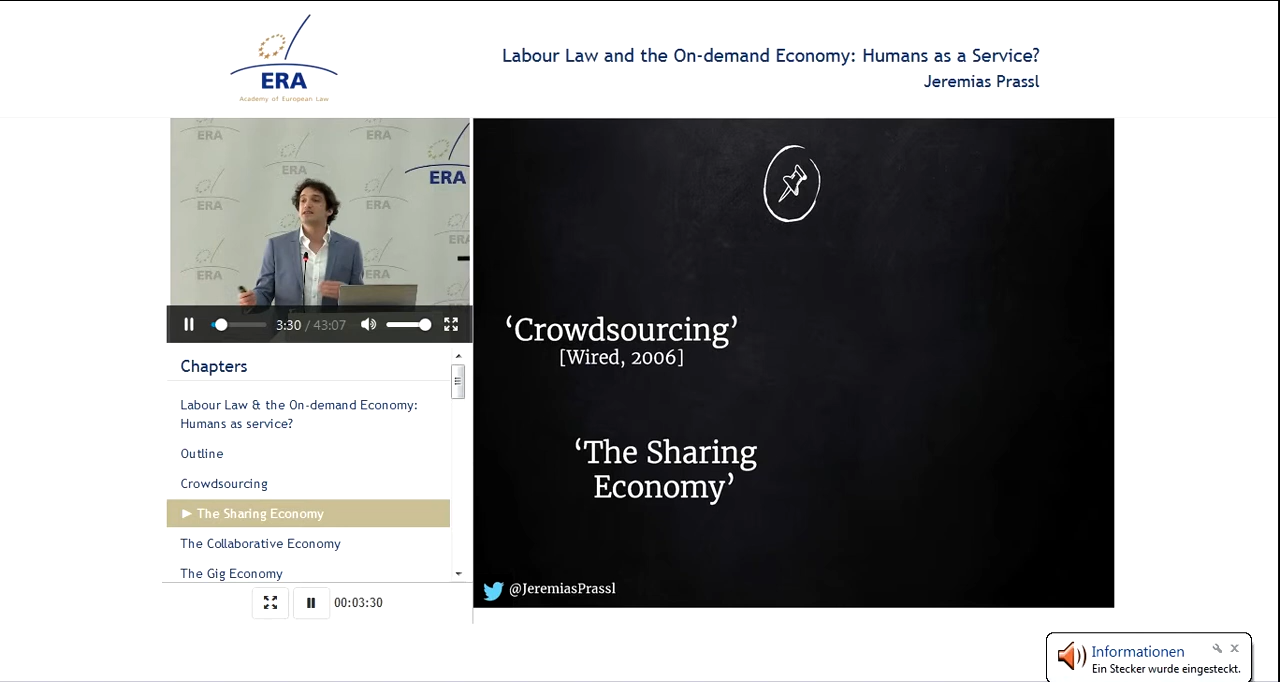 ERA
Academy of European Law
Labour Law and the On-demand Economy: Humans as a Service?
Jeremias Prassl
ERA
ERA
ERA
ERA
ERA
ERA
ERA
ERA
ERA
3:30 / 43:07
Chapters
Labour Law & the On-demand Economy:
Humans as service?
Outline
Crowdsourcing
► The Sharing Economy
The Collaborative Economy
The Gig Economy
00:03:30
‘Crowdsourcing’
[Wired, 2006]
‘The Sharing
Economy’
@JeremiasPrassl
Informationen
Ein Stecker wurde eingesteckt.